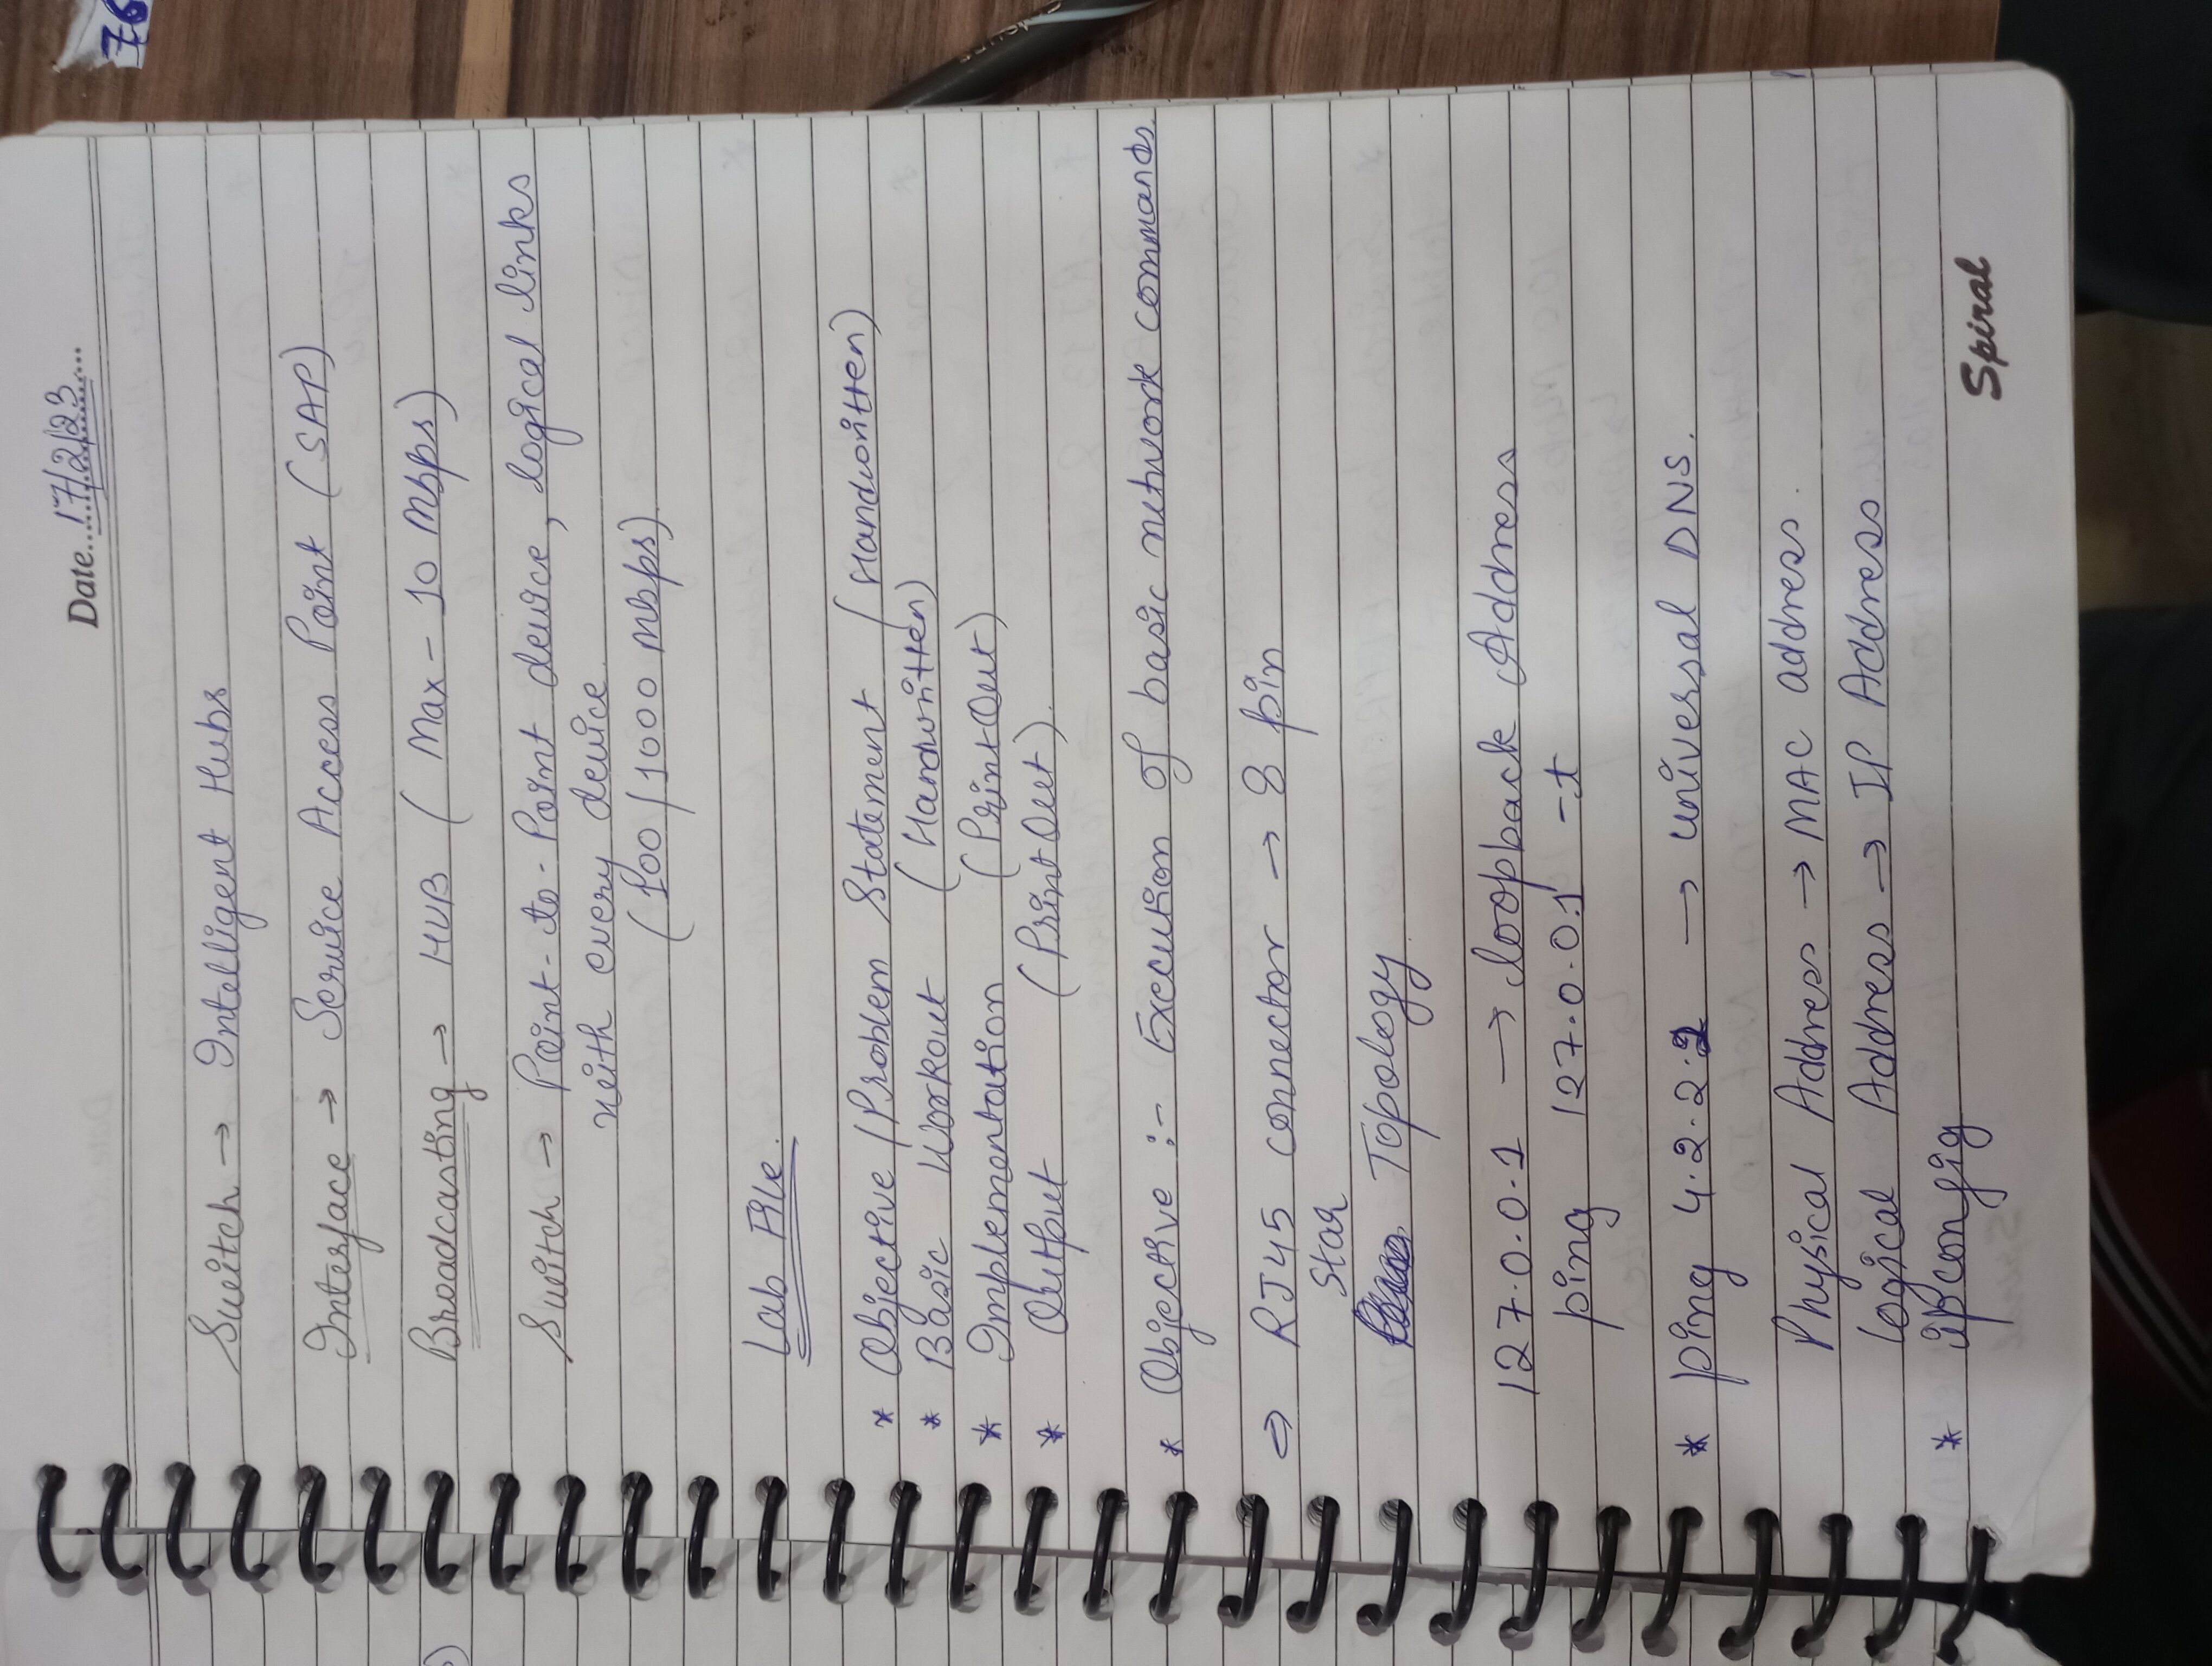 Date 17/2/23
76
Switch → Intelligent Hubs
Interface → Service Access Point (SAP)
Broadcasting → HUB ( Max - 10 Mbps)
Switch → Point-to-Point device, logical links
with every device.
(100/1000 mbps).
Lab File.
* Objective/Problem Statement (Handwritten)
* Basic Workout (Handwritten)
* Implementation (PrintOut)
* Output (PrintOut).
* Objective :- Execution of basic network commands.
⇒ RJ45 connector → 8 pin
Star
Topology
127.0.0.1 → loopback Address
ping 127.0.0.1 -t
* ping 4.2.2.2 → universal DNS.
Physical Address → MAC address.
Logical Address → IP Address
* ipconfig
Spiral